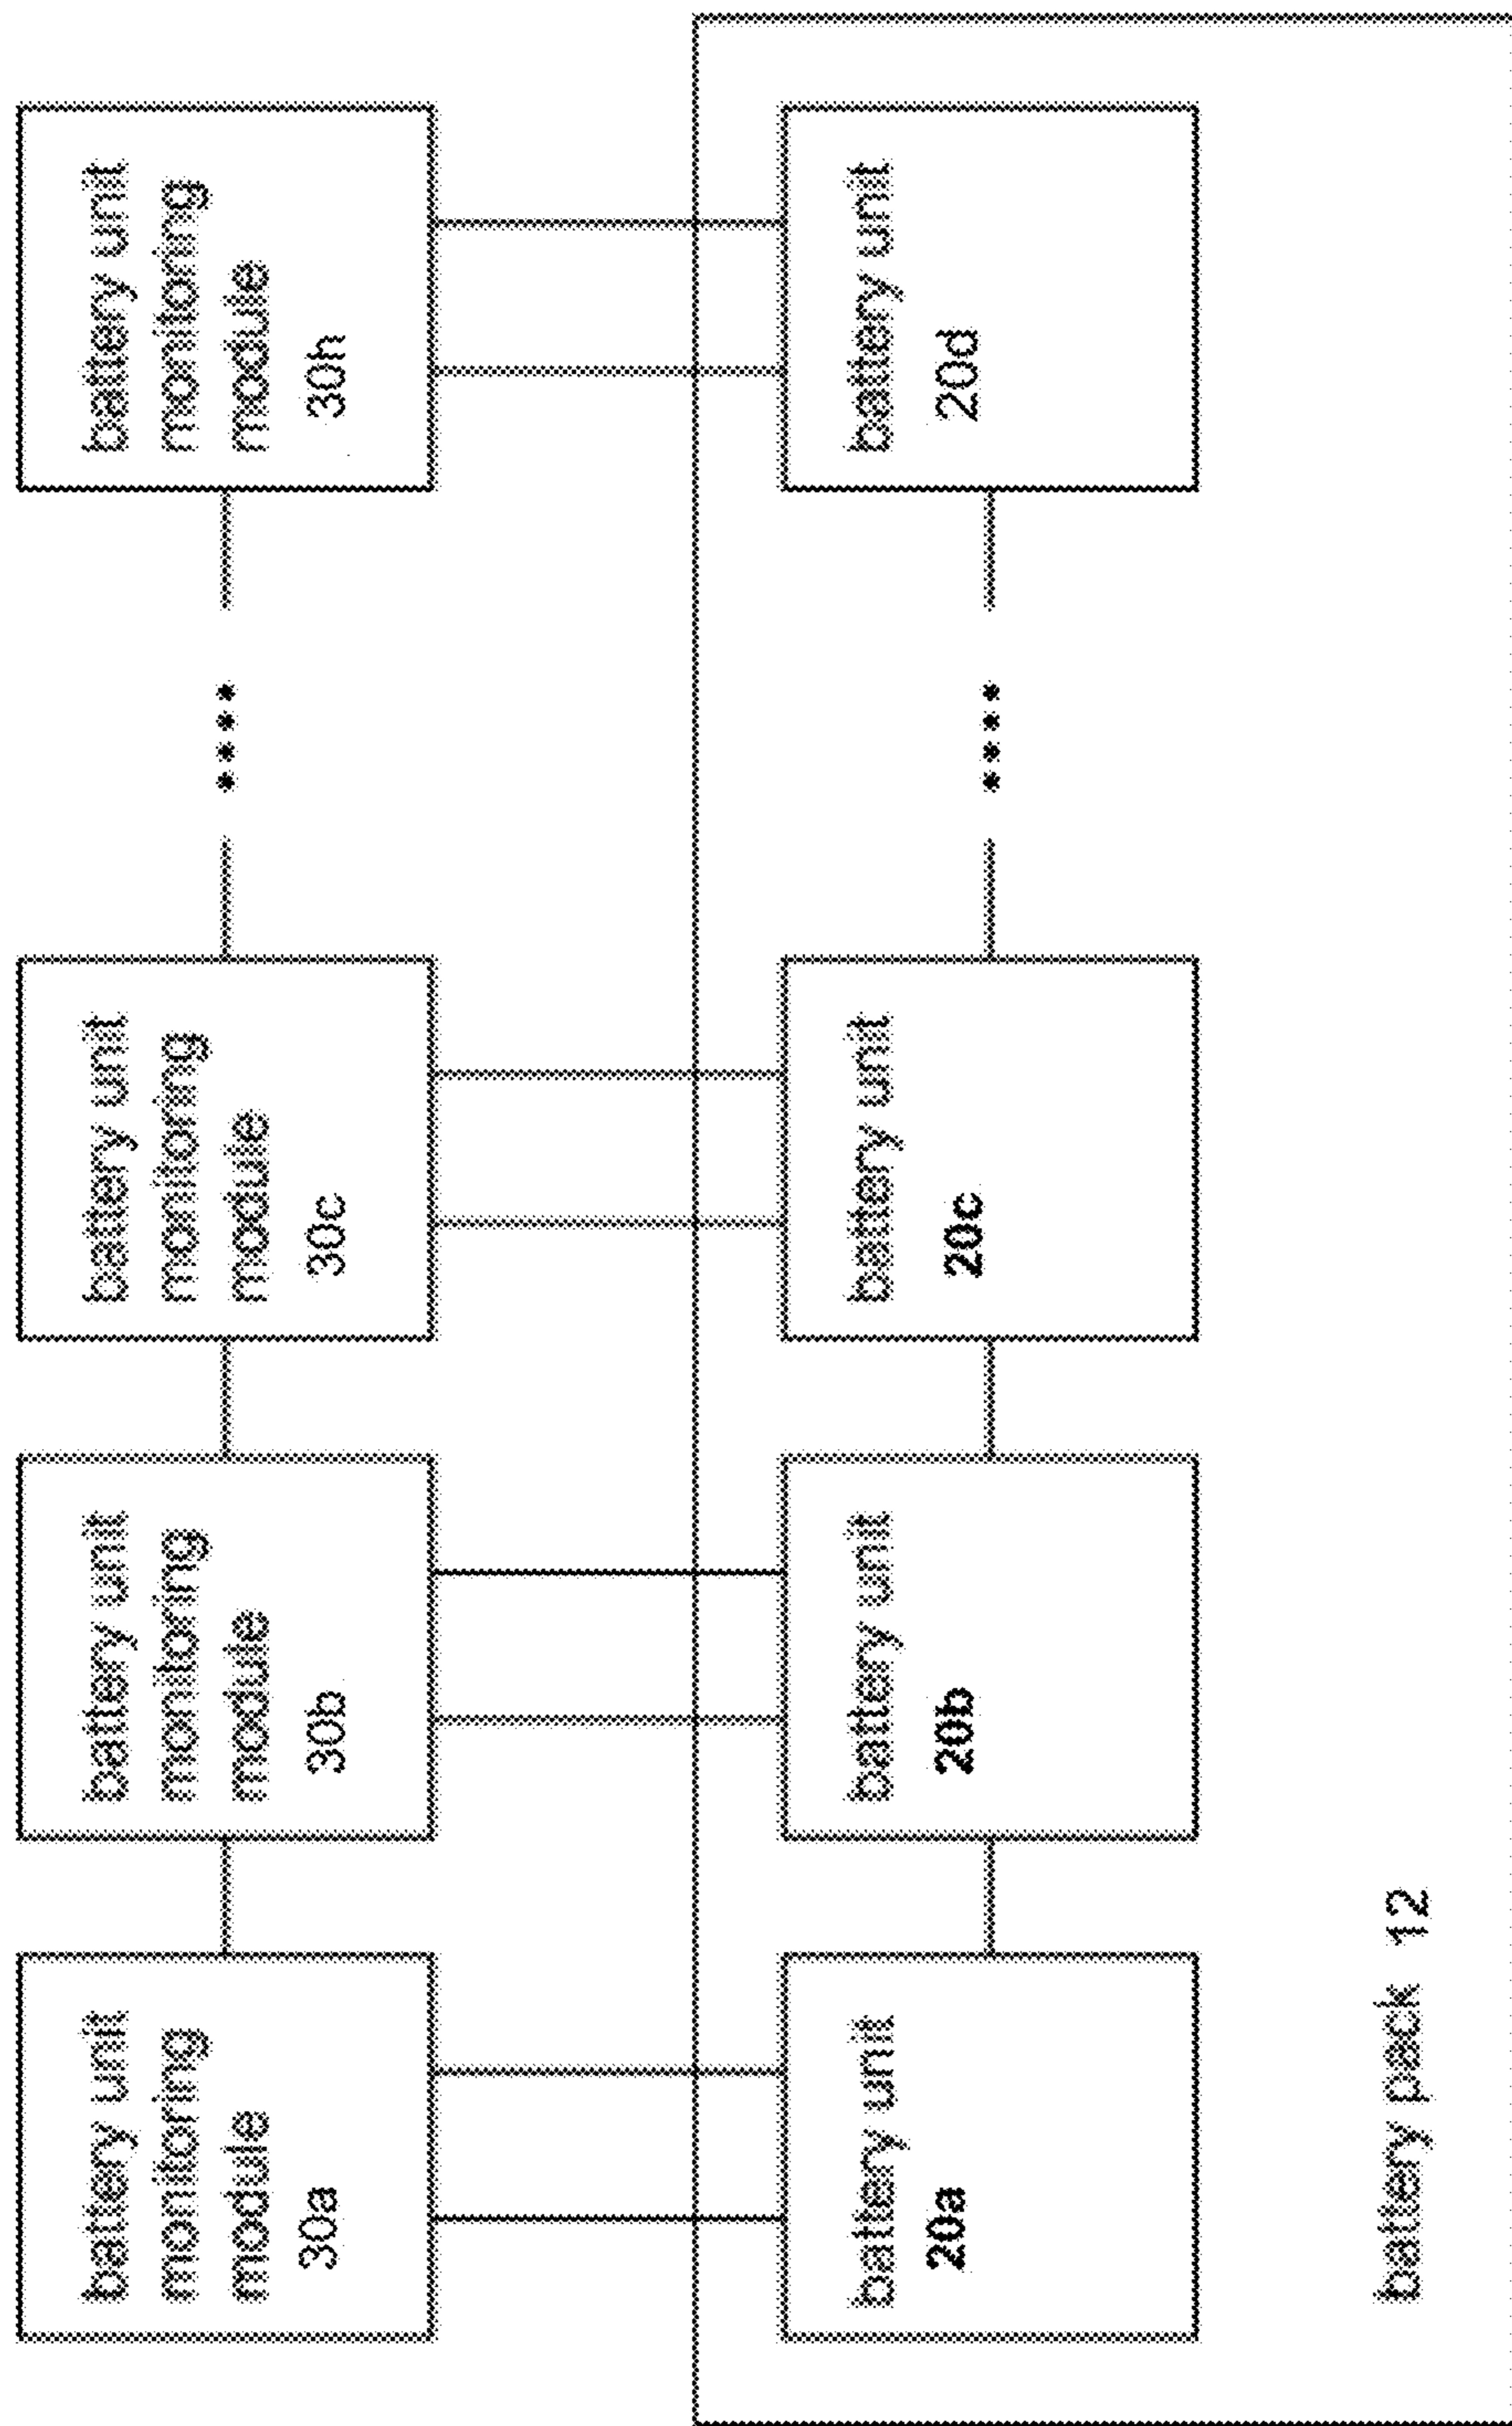 battery unit
monitoring
module
30a
battery unit
monitoring
module
30b
battery unit
monitoring
module
30c
battery unit
monitoring
module
30h
battery unit
20a
battery unit
20b
battery unit
20c
battery unit
20d
battery pack 12